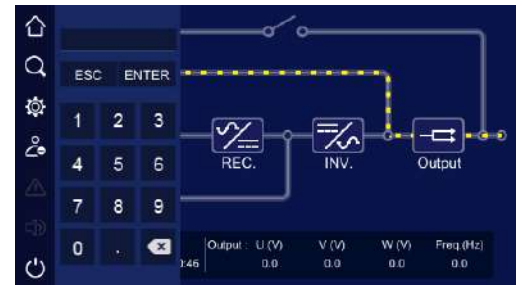 ESC ENTER
1 2 3
4 5 6
7 8 9
0 .
REC. INV. Output
Output : U (V) V (V) W (V) Freq.(Hz)
:46 0.0 0.0 0.0 0.0